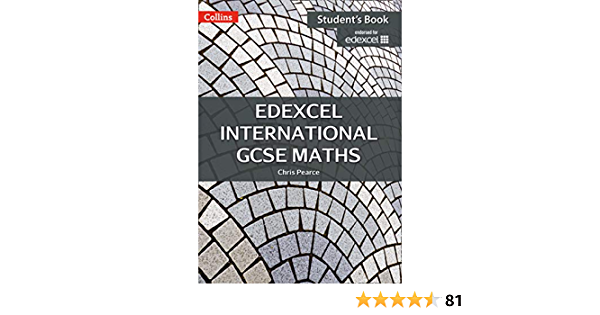 Collins
Student's Book
endorsed for
edexcel
EDEXCEL
INTERNATIONAL
GCSE MATHS
Chris Pearce
81